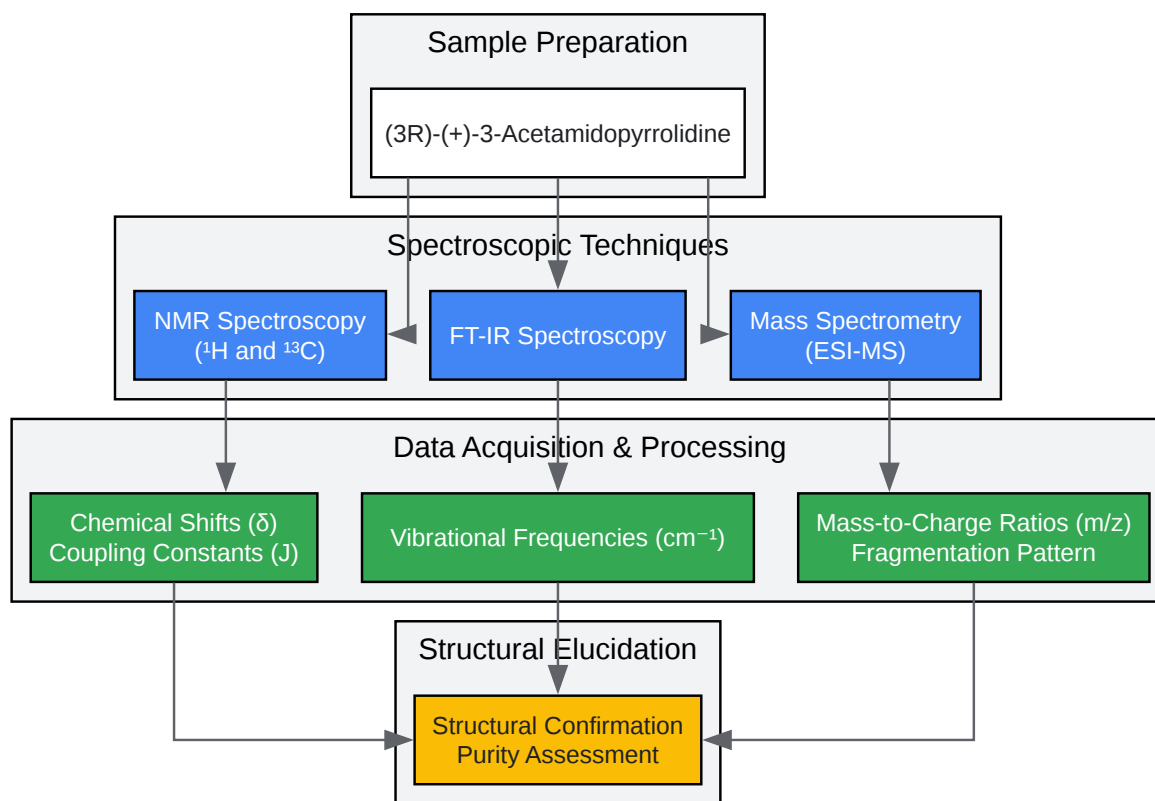 Sample Preparation
(3R)-(+)-3-Acetamidopyrrolidine
Spectroscopic Techniques
NMR Spectroscopy
(¹H and ¹³C)
FT-IR Spectroscopy
Mass Spectrometry
(ESI-MS)
Data Acquisition & Processing
Chemical Shifts (δ)
Coupling Constants (J)
Vibrational Frequencies (cm⁻¹)
Mass-to-Charge Ratios (m/z)
Fragmentation Pattern
Structural Elucidation
Structural Confirmation
Purity Assessment